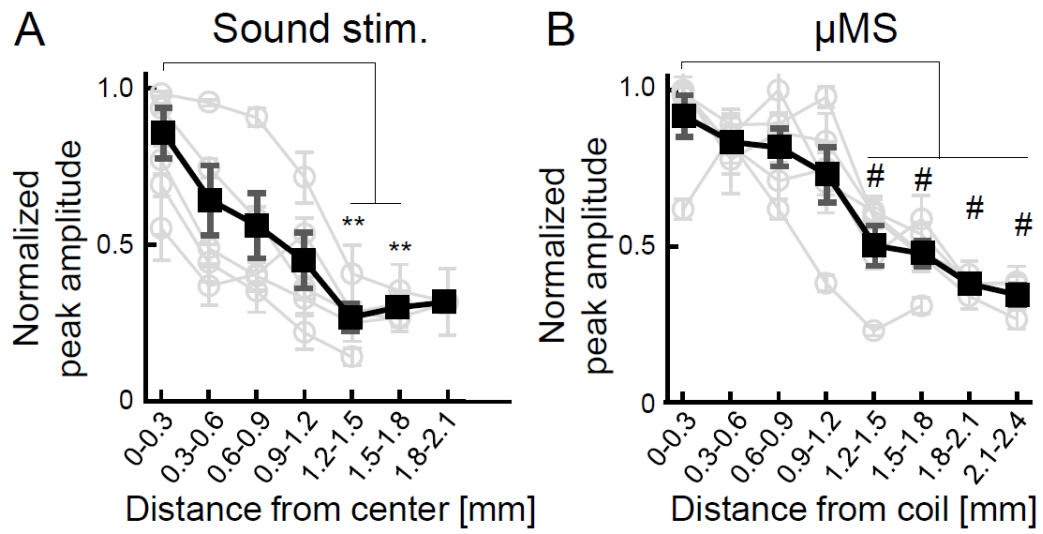 A
Sound stim.
Normalized
peak amplitude
1.0
0.5
0
**
**
0-0.3
0.3-0.6
0.6-0.9
0.9-1.2
1.2-1.5
1.5-1.8
1.8-2.1
Distance from center [mm]
B
µMS
Normalized
peak amplitude
1.0
0.5
0
#
#
#
#
0-0.3
0.3-0.6
0.6-0.9
0.9-1.2
1.2-1.5
1.5-1.8
1.8-2.1
2.1-2.4
Distance from coil [mm]